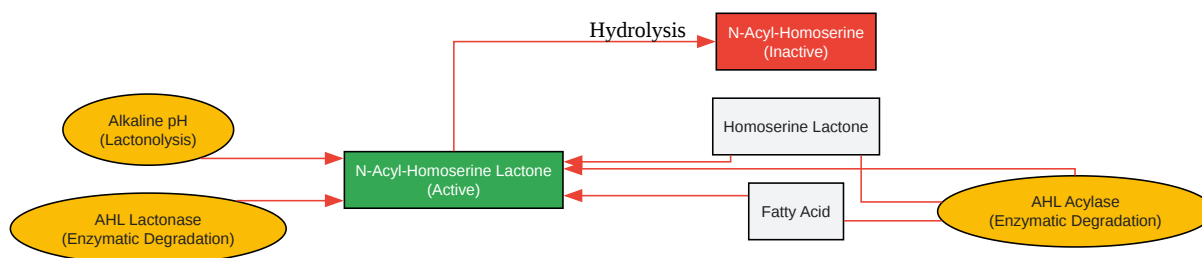 Hydrolysis
N-Acyl-Homoserine
(Inactive)
Alkaline pH
(Lactonolysis)
Homoserine Lactone
N-Acyl-Homoserine Lactone
(Active)
AHL Lactonase
(Enzymatic Degradation)
Fatty Acid
AHL Acylase
(Enzymatic Degradation)